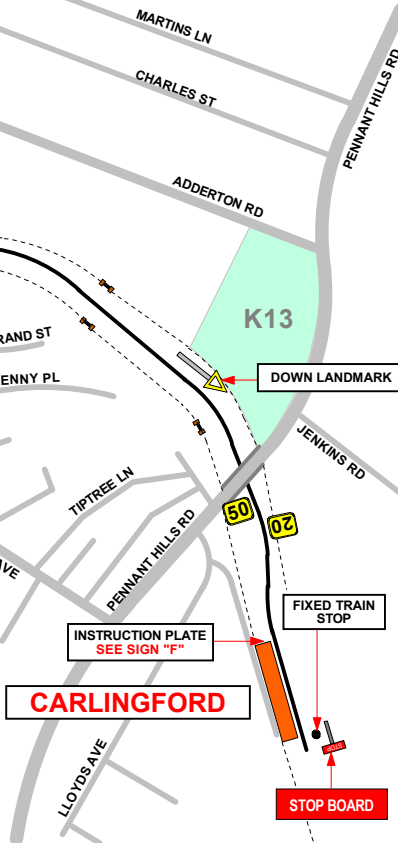 MARTINS LN
CHARLES ST
PENNANT HILLS RD
ADDERTON RD
K13
RAND ST
DOWN LANDMARK
ENNY PL
JENKINS RD
TIPTREE LN
50
20
PENNANT HILLS RD
AVE
FIXED TRAIN
STOP
INSTRUCTION PLATE
SEE SIGN "F"
CARLINGFORD
LLOYDS AVE
STOP
STOP BOARD